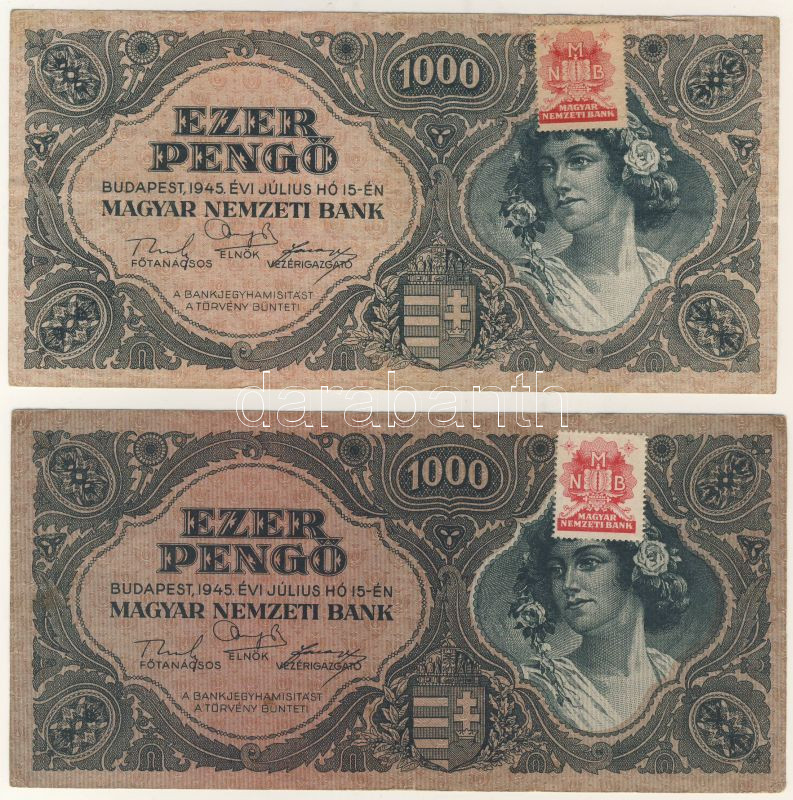 1000
M
N B
MAGYAR
NEMZETI BANK
EZER
PENGŐ
BUDAPEST, 1945. ÉVI JÚLIUS HÓ 15-ÉN
MAGYAR NEMZETI BANK
FŐTANÁCSOS
ELNÖK
VEZÉRIGAZGATÓ
A BANKJEGYHAMISITÁST
A TÖRVÉNY BÜNTETI
darabanth
1000
M
N B
MAGYAR
NEMZETI BANK
EZER
PENGŐ
BUDAPEST, 1945. ÉVI JÚLIUS HÓ 15-ÉN
MAGYAR NEMZETI BANK
FŐTANÁCSOS
ELNÖK
VEZÉRIGAZGATÓ
A BANKJEGYHAMISITÁST
A TÖRVÉNY BÜNTETI